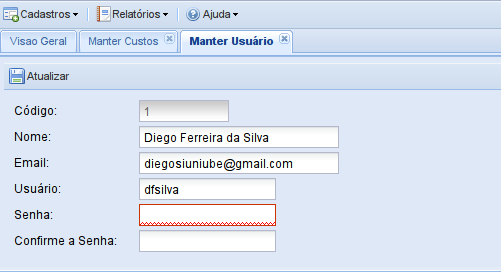 Cadastros Relatórios Ajuda
Visao Geral Manter Custos Manter Usuário
Atualizar
Código: 1
Nome: Diego Ferreira da Silva
Email: diegosiuniube@gmail.com
Usuário: dfsilva
Senha:
Confirme a Senha: